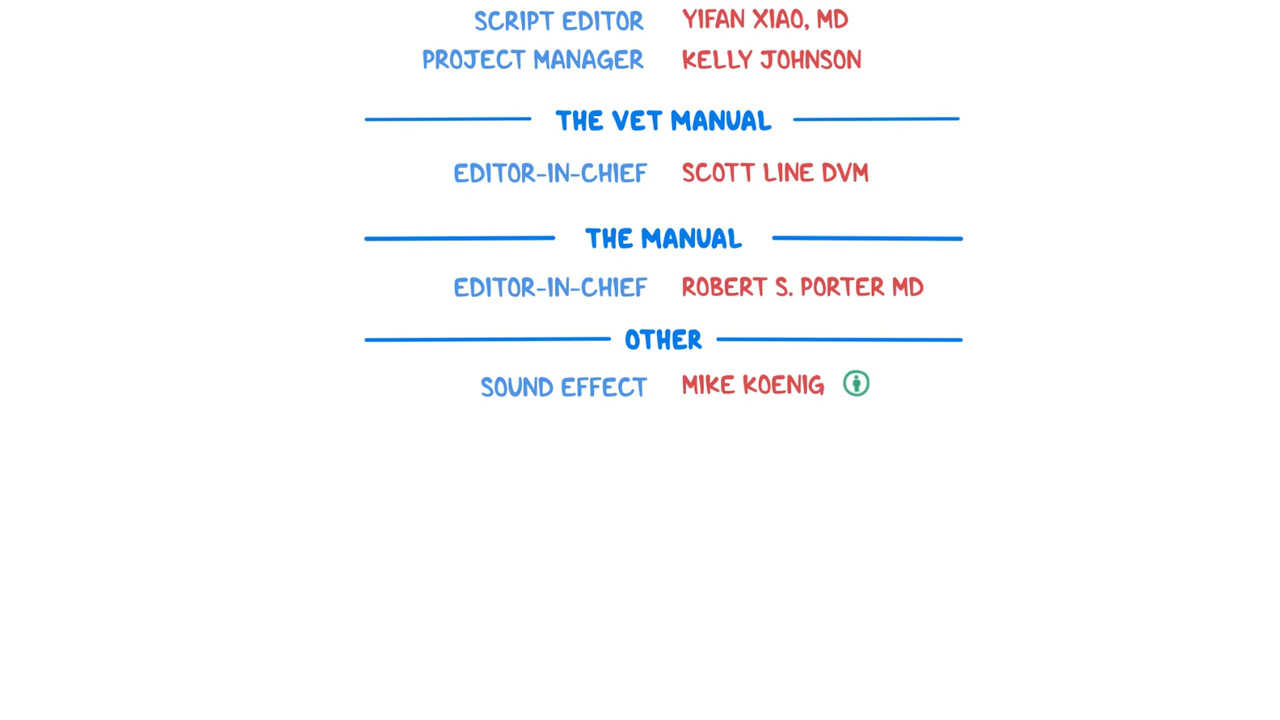 SCRIPT EDITOR YIFAN XIAO, MD
PROJECT MANAGER KELLY JOHNSON
THE VET MANUAL
EDITOR-IN-CHIEF SCOTT LINE DVM
THE MANUAL
EDITOR-IN-CHIEF ROBERT S. PORTER MD
OTHER
SOUND EFFECT MIKE KOENIG